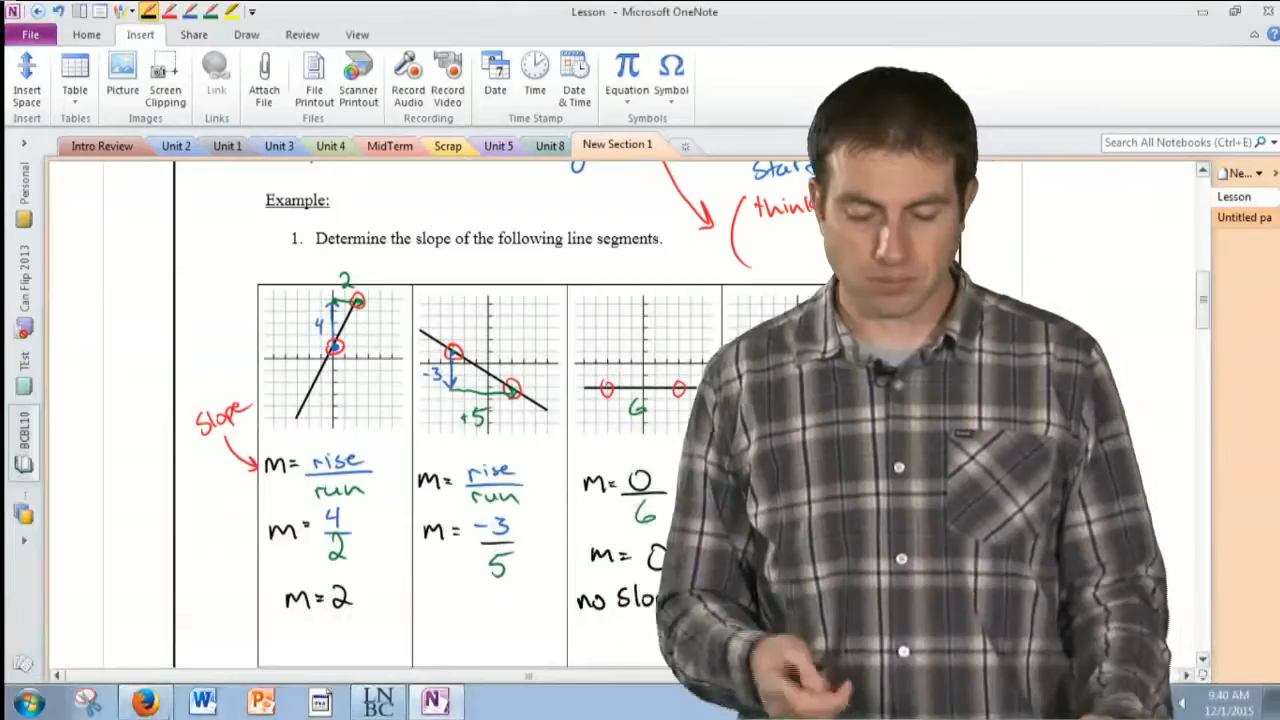 Lesson - Microsoft OneNote
File Home Insert Share Draw Review View
Insert Space
Table
Picture
Screen Clipping
Link
Attach File
File Printout
Scanner Printout
Record Audio
Record Video
Date
Time
Date & Time
Equation
Symbol
Insert Tables Images Links Files Recording Time Stamp Symbols
Intro Review Unit 2 Unit 1 Unit 3 Unit 4 MidTerm Scrap Unit 5 Unit 8 New Section 1
Search All Notebooks (Ctrl+E)
Ne...
Lesson
Untitled pa
Personal
Can Flip 2013
Test
BCBL10
Example:
think
1. Determine the slope of the following line segments.
2
4
-3
+5
6
Slope
m= rise
run
m= 4
2
m=2
m= rise
run
m= -3
5
m= 0
6
m= 0
no
LN
BC
9:40 AM
12/1/2015